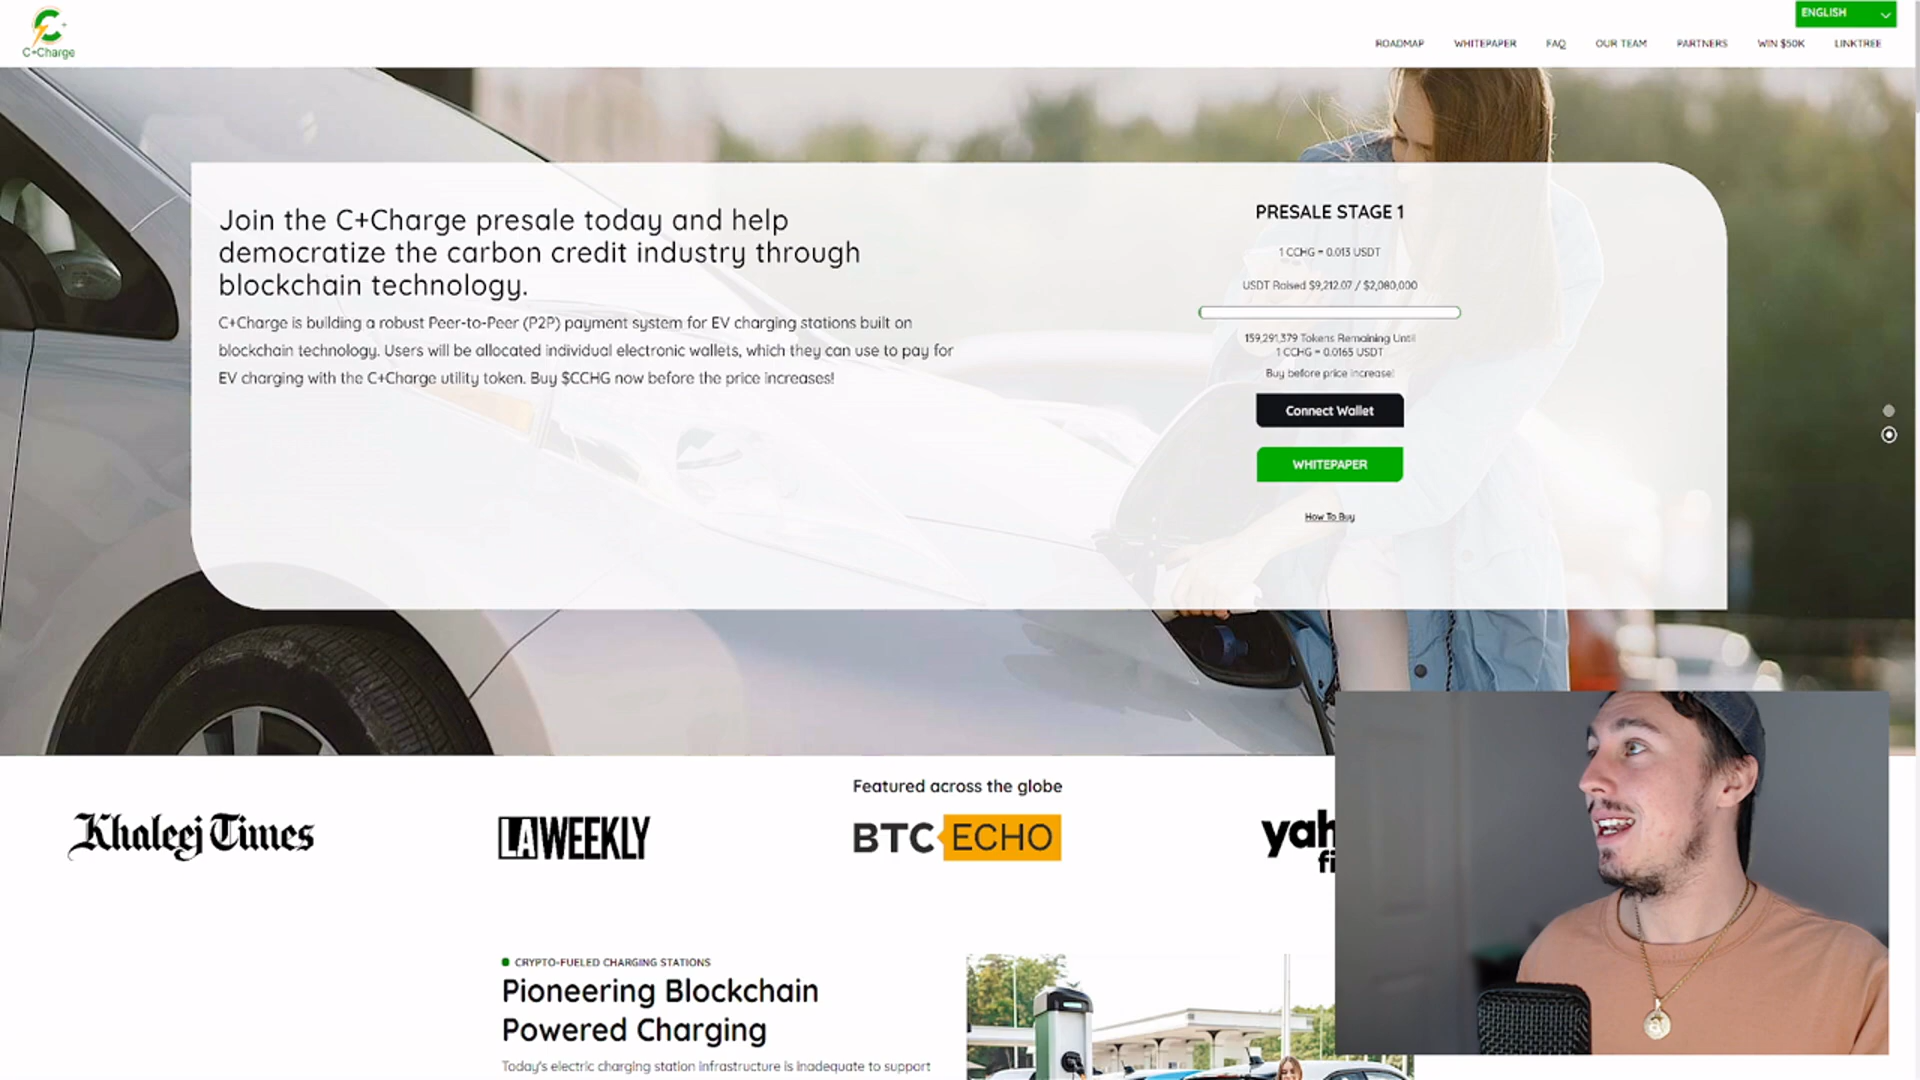 C+Charge
ENGLISH
ROADMAP WHITEPAPER FAQ OUR TEAM PARTNERS WIN $50K LINKTREE
Join the C+Charge presale today and help
democratize the carbon credit industry through
blockchain technology.
C+Charge is building a robust Peer-to-Peer (P2P) payment system for EV charging stations built on
blockchain technology. Users will be allocated individual electronic wallets, which they can use to pay for
EV charging with the C+Charge utility token. Buy $CCHG now before the price increases!
PRESALE STAGE 1
1 CCHG = 0.013 USDT
USDT Raised $9,212.07 / $2,080,000
159,291,379 Tokens Remaining Until
1 CCHG = 0.0165 USDT
Buy before price increase!
Connect Wallet
WHITEPAPER
How To Buy
Featured across the globe
Khaleej Times
LA WEEKLY
BTC ECHO
yah
fi
CRYPTO-FUELED CHARGING STATIONS
Pioneering Blockchain
Powered Charging
Today's electric charging station infrastructure is inadequate to support